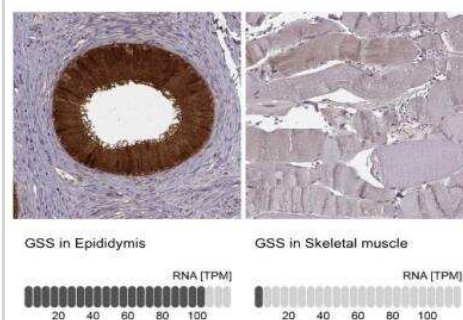 GSS in Epididymis
GSS in Skeletal muscle
RNA [TPM]
RNA [TPM]
20 40 60 80 100
20 40 60 80 100